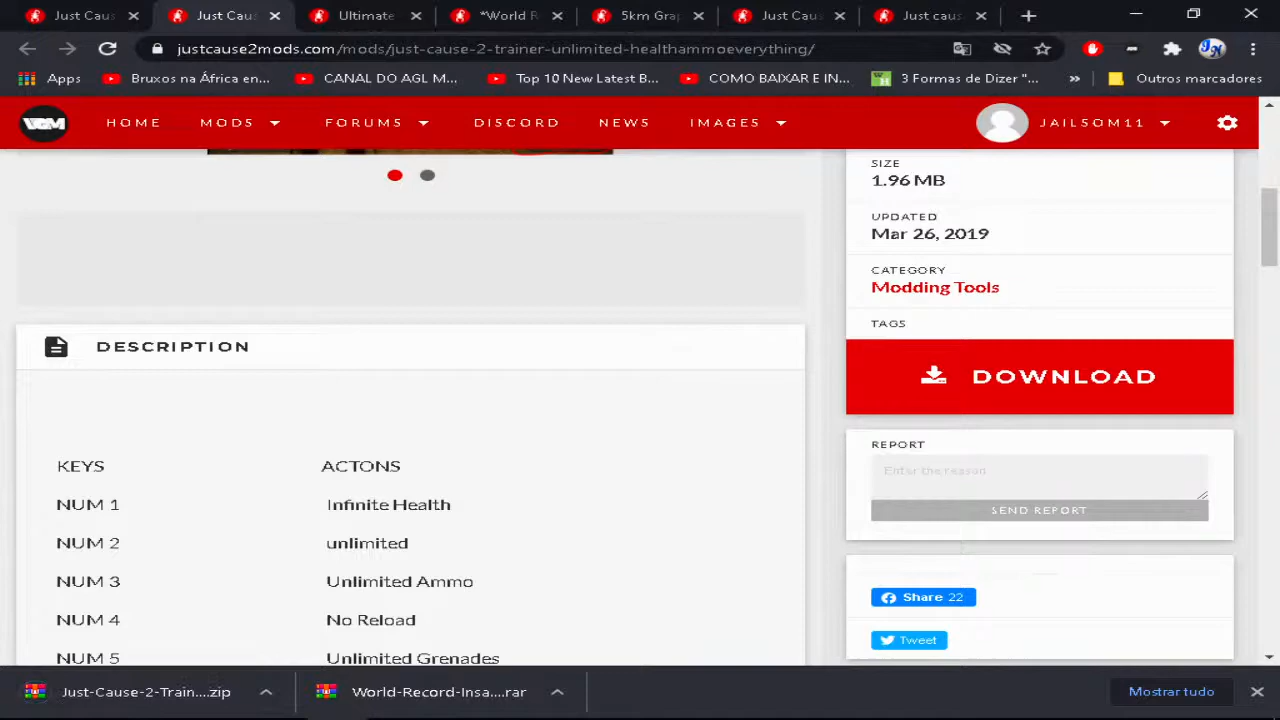 Just Cau
Just Caus
Ultimate
*World R
5km Gra
Just Caus
Just caus
justcause2mods.com/mods/just-cause-2-trainer-unlimited-healthammoeverything/
Apps
Bruxos na África en...
CANAL DO AGL M...
Top 10 New Latest B...
COMO BAIXAR E IN...
3 Formas de Dizer "...
»
Outros marcadores
VGM
HOME
MODS
FORUMS
DISCORD
NEWS
IMAGES
JAILSOM11
SIZE
1.96 MB
UPDATED
Mar 26, 2019
CATEGORY
Modding Tools
TAGS
DOWNLOAD
DESCRIPTION
KEYS ACTONS
NUM 1 Infinite Health
NUM 2 unlimited
NUM 3 Unlimited Ammo
NUM 4 No Reload
NUM 5 Unlimited Grenades
REPORT
Enter the reason
SEND REPORT
Share 22
Tweet
Just-Cause-2-Train....zip
World-Record-Insa....rar
Mostrar tudo